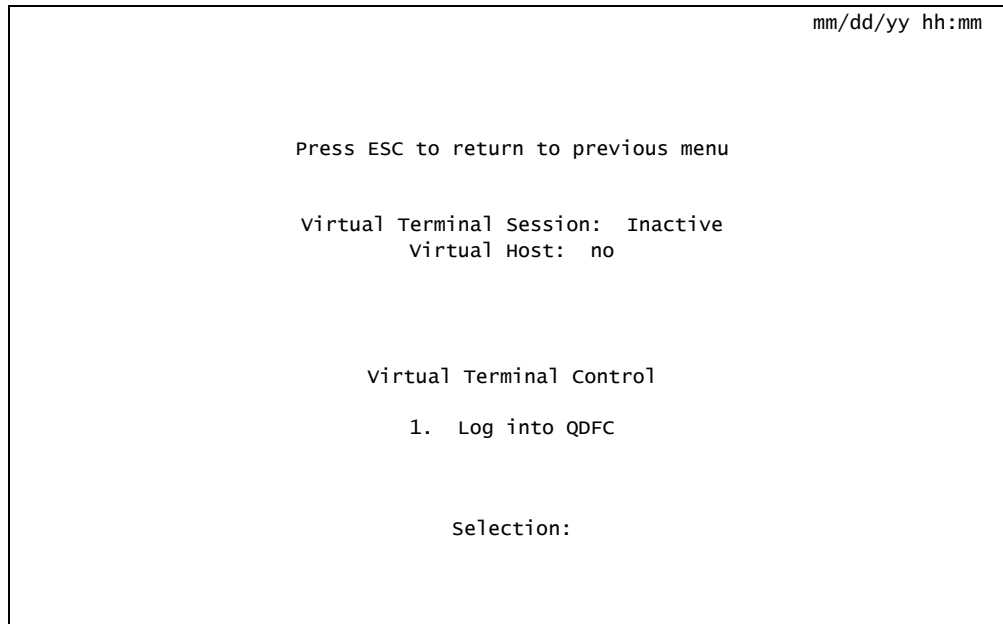 mm/dd/yy hh:mm
Press ESC to return to previous menu
Virtual Terminal Session:  Inactive
Virtual Host:  no
Virtual Terminal Control
1.  Log into QDFC
Selection: